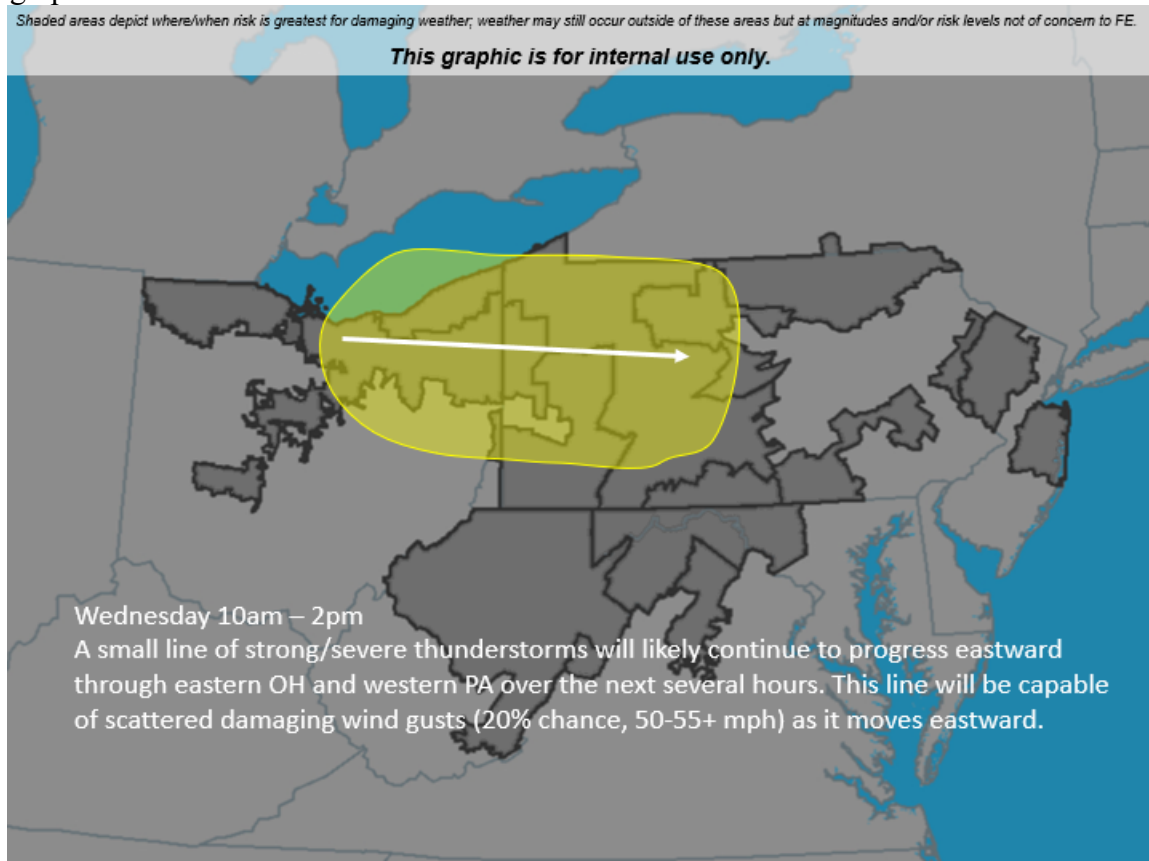 Shaded areas depict where/when risk is greatest for damaging weather; weather may still occur outside of these areas but at magnitudes and/or risk levels not of concern to FE.
This graphic is for internal use only.
Wednesday 10am – 2pm
A small line of strong/severe thunderstorms will likely continue to progress eastward
through eastern OH and western PA over the next several hours. This line will be capable
of scattered damaging wind gusts (20% chance, 50-55+ mph) as it moves eastward.